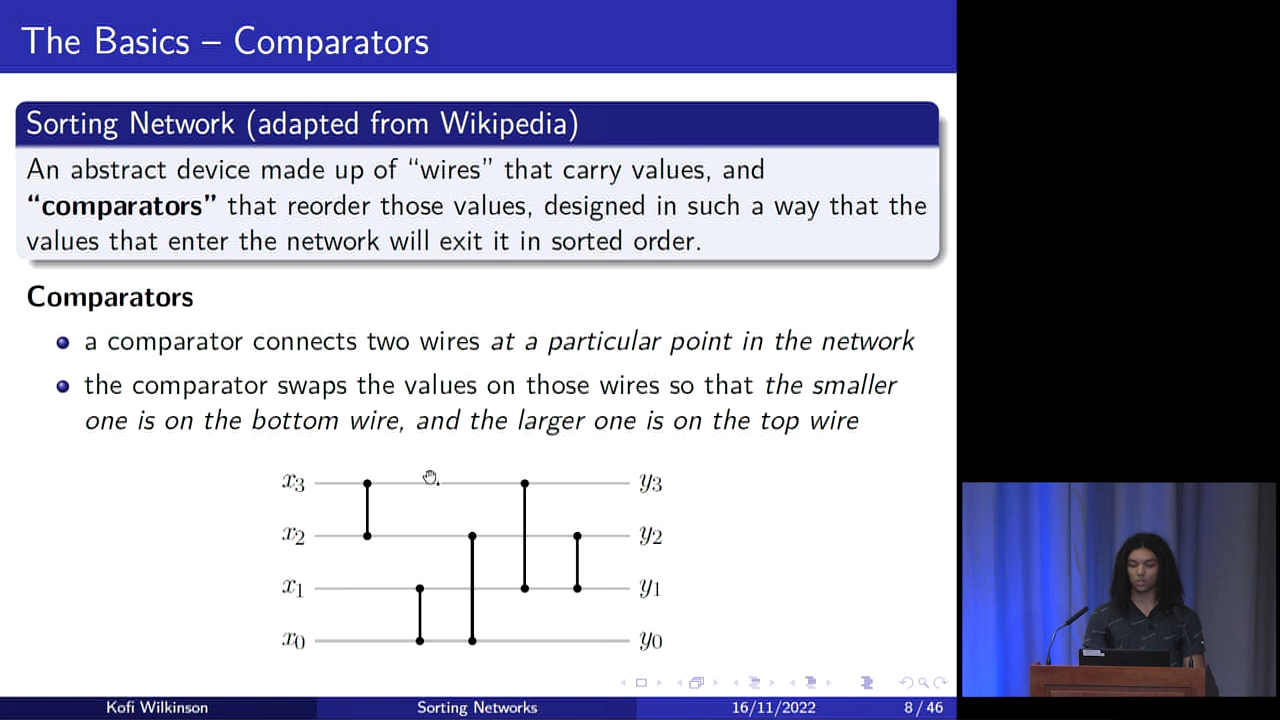 The Basics – Comparators
Sorting Network (adapted from Wikipedia)
An abstract device made up of “wires” that carry values, and
“comparators” that reorder those values, designed in such a way that the
values that enter the network will exit it in sorted order.
Comparators
a comparator connects two wires at a particular point in the network
the comparator swaps the values on those wires so that the smaller
one is on the bottom wire, and the larger one is on the top wire
x3 y3
x2 y2
x1 y1
x0 y0
Kofi Wilkinson Sorting Networks 16/11/2022 8 / 46